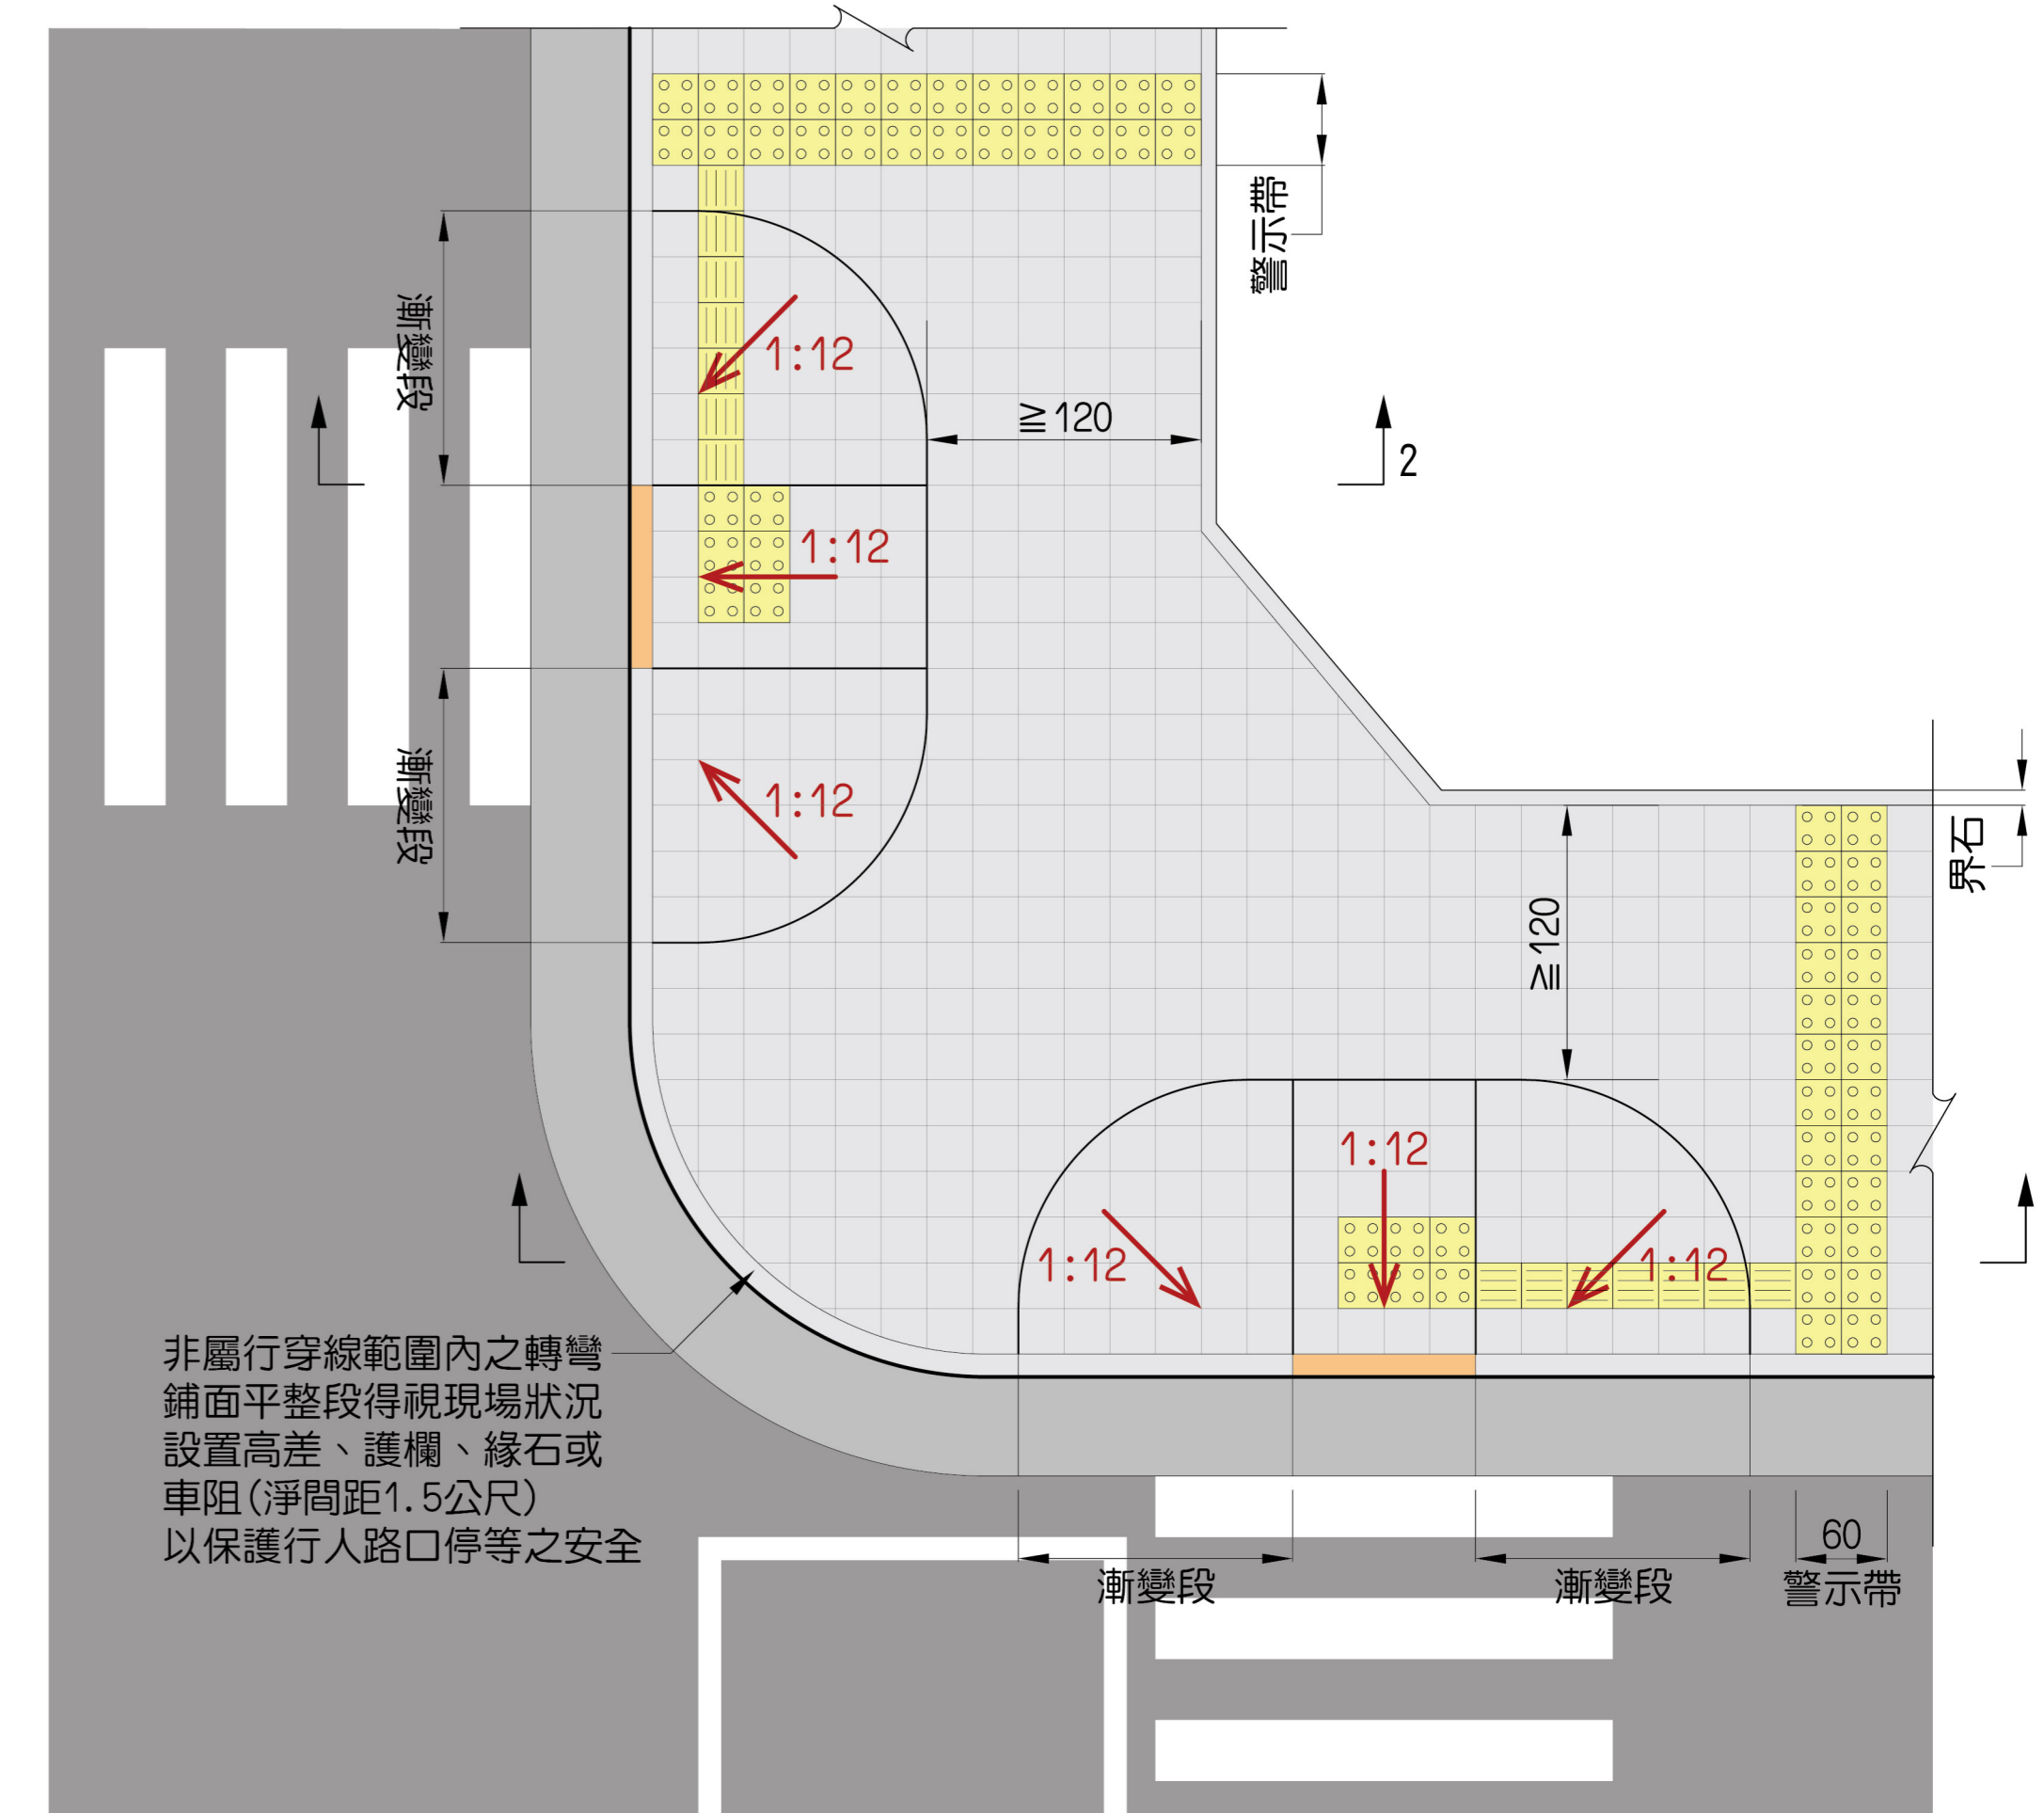 警示帶
漸變段
1:12
≧120
2
1:12
漸變段
1:12
界石
≧120
1:12
1:12
1:12
非屬行穿線範圍內之轉彎
鋪面平整段得視現場狀況
設置高差、護欄、緣石或
車阻(淨間距1.5公尺)
以保護行人路口停等之安全
60
漸變段
漸變段
警示帶